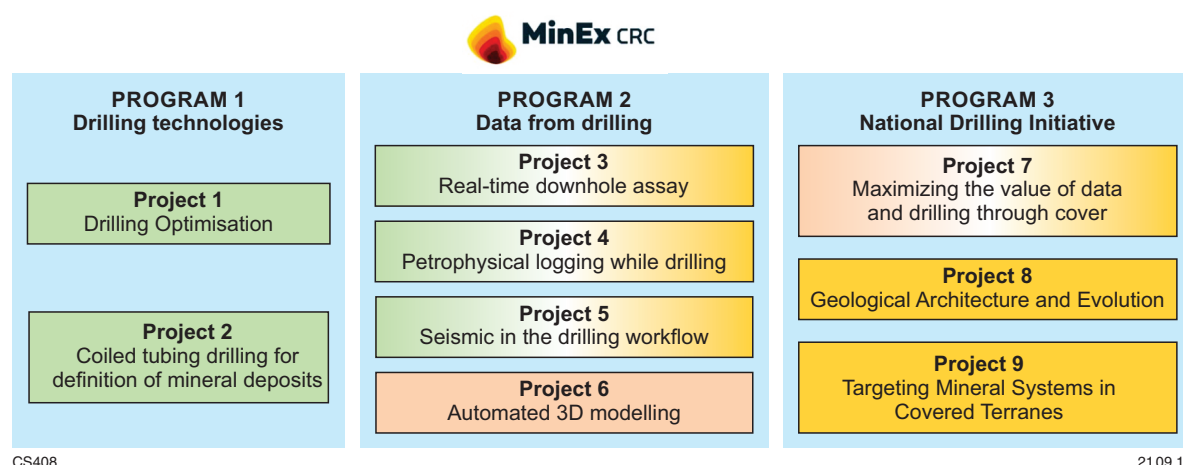 MinEx CRC
PROGRAM 1
Drilling technologies
Project 1
Drilling Optimisation
Project 2
Coiled tubing drilling for
definition of mineral deposits
PROGRAM 2
Data from drilling
Project 3
Real-time downhole assay
Project 4
Petrophysical logging while drilling
Project 5
Seismic in the drilling workflow
Project 6
Automated 3D modelling
PROGRAM 3
National Drilling Initiative
Project 7
Maximizing the value of data
and drilling through cover
Project 8
Geological Architecture and Evolution
Project 9
Targeting Mineral Systems in
Covered Terranes
CS408
21.09.1